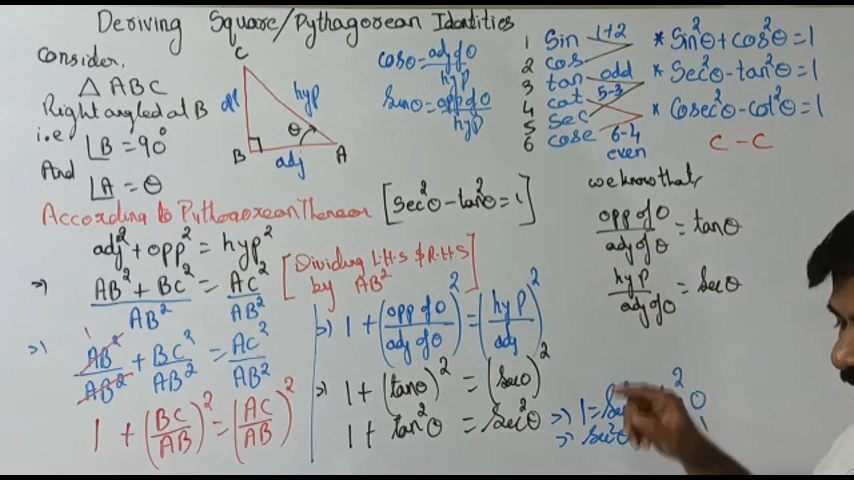 Deriving Square/Pythagorean Identities
Consider,
△ ABC
Right angled at B
i.e, ∠B = 90°
And
∠A = θ
C
opp
hyp
θ
B
adj
A
cosθ = adj of θ / hyp
sinθ = opp of θ / hyp
1 Sin
2 cos
3 tan
4 cot
5 sec
6 cose
1+2
odd
5-3
6-4
even
* Sin²θ + cos²θ = 1
* Sec²θ - tan²θ = 1
* Cosec²θ - cot²θ = 1
C - C
According to Pythagorean Theorem [Sec²θ - tan²θ = 1]
adj² + opp² = hyp²
⇒ (AB² + BC²) / AB² = AC² / AB² [Dividing L.H.S & R.H.S by AB²]
⇒ AB²/AB² + BC²/AB² = AC²/AB²
1
1 + (BC/AB)² = (AC/AB)²
⇒ 1 + (opp of θ / adj of θ)² = (hyp / adj)²
⇒ 1 + (tanθ)² = (secθ)²
1 + tan²θ = Sec²θ
⇒ 1 =
⇒ Sec²θ
we know that,
opp of θ / adj of θ = tanθ
hyp / adj of θ = Secθ